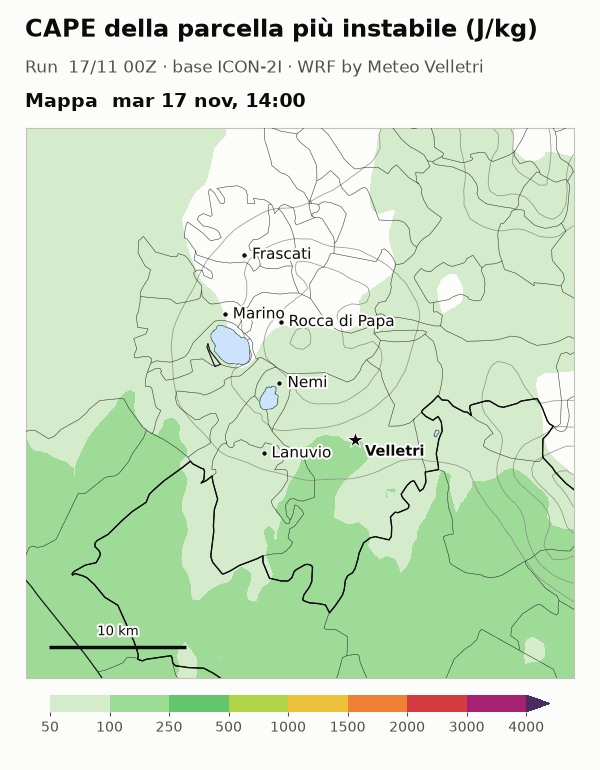 CAPE della parcella più instabile (J/kg)
Run  17/11 00Z · base ICON-2I · WRF by Meteo Velletri
Mappa  mar 17 nov, 14:00
Frascati
Marino
Rocca di Papa
Nemi
Velletri
Lanuvio
10 km
50 100 250 500 1000 1500 2000 3000 4000